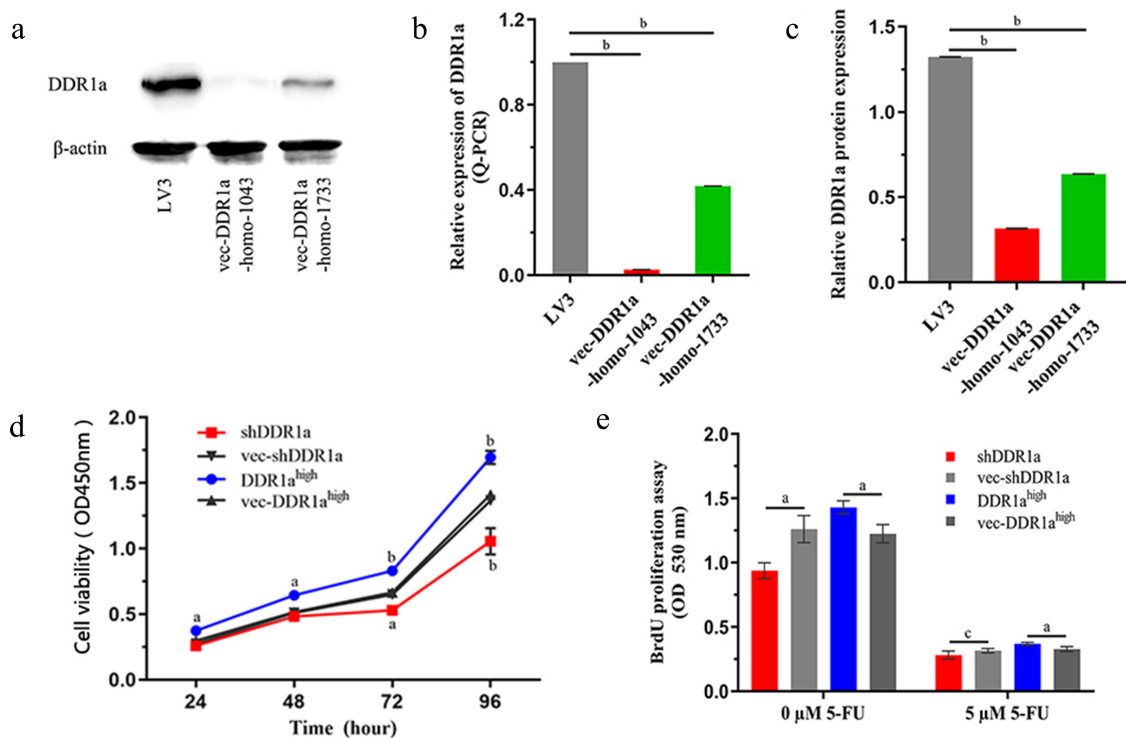 a
DDR1a
β-actin
LV3
vec-DDR1a
-homo-1043
vec-DDR1a
-homo-1733
b
Relative expression of DDR1a
(Q-PCR)
1.2
0.8
0.4
0.0
b
b
LV3
vec-DDR1a
-homo-1043
vec-DDR1a
-homo-1733
c
Ralative DDR1a protein expression
1.5
1.0
0.5
0.0
b
b
LV3
vec-DDR1a
-homo-1043
vec-DDR1a
-homo-1733
d
Cell viability ( OD450nm )
2.0
1.5
1.0
0.5
0.0
shDDR1a
vec-shDDR1a
DDR1a^high
vec-DDR1a^high
a
a
b
a
b
b
24 48 72 96
Time (hour)
e
BrdU proliferation assay
(OD 530 nm)
2.0
1.5
1.0
0.5
0.0
shDDR1a
vec-shDDR1a
DDR1a^high
vec-DDR1a^high
a
a
c
a
0 μM 5-FU 5 μM 5-FU